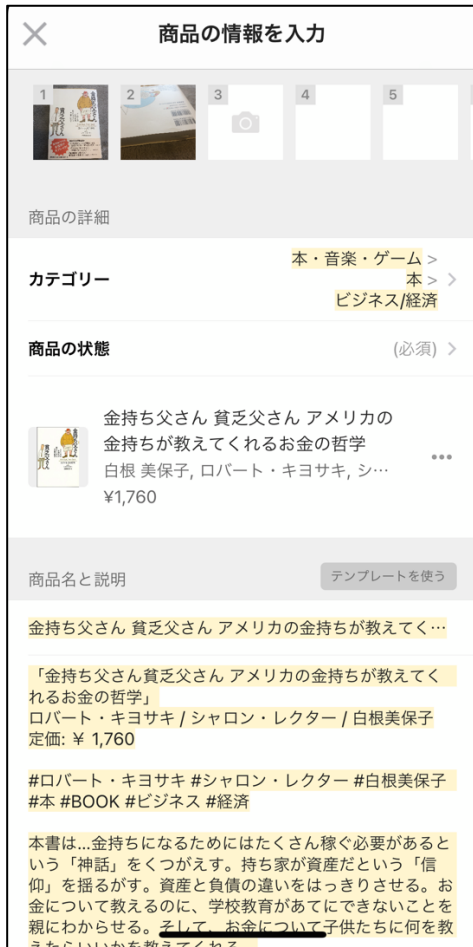 商品の情報を入力
1
2
3
4
5
商品の詳細
カテゴリー
本・音楽・ゲーム >
本 >
ビジネス/経済
商品の状態
(必須)
金持ち父さん 貧乏父さん アメリカの
金持ちが教えてくれるお金の哲学
白根 美保子, ロバート・キヨサキ, シ…
¥1,760
商品名と説明
テンプレートを使う
金持ち父さん 貧乏父さん アメリカの金持ちが教えてく…
「金持ち父さん貧乏父さん アメリカの金持ちが教えてく
れるお金の哲学」
ロバート・キヨサキ / シャロン・レクター / 白根美保子
定価: ¥ 1,760
#ロバート・キヨサキ #シャロン・レクター #白根美保子
#本 #BOOK #ビジネス #経済
本書は...金持ちになるためにはたくさん稼ぐ必要があると
いう「神話」をくつがえす。持ち家が資産だという「信
仰」を揺るがす。資産と負債の違いをはっきりさせる。お
金について教えるのに、学校教育があてにできないことを
親にわからせる。そして、お金について子供たちに何を教
えたらいいかを教えてくれる。